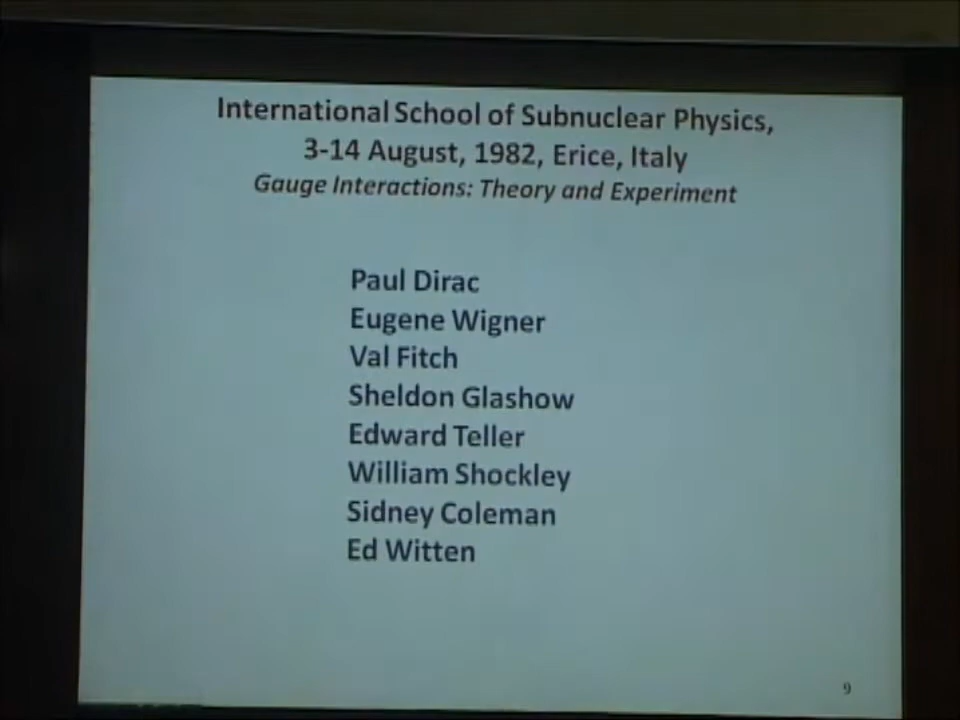 International School of Subnuclear Physics,
3-14 August, 1982, Erice, Italy
Gauge Interactions: Theory and Experiment
Paul Dirac
Eugene Wigner
Val Fitch
Sheldon Glashow
Edward Teller
William Shockley
Sidney Coleman
Ed Witten
9